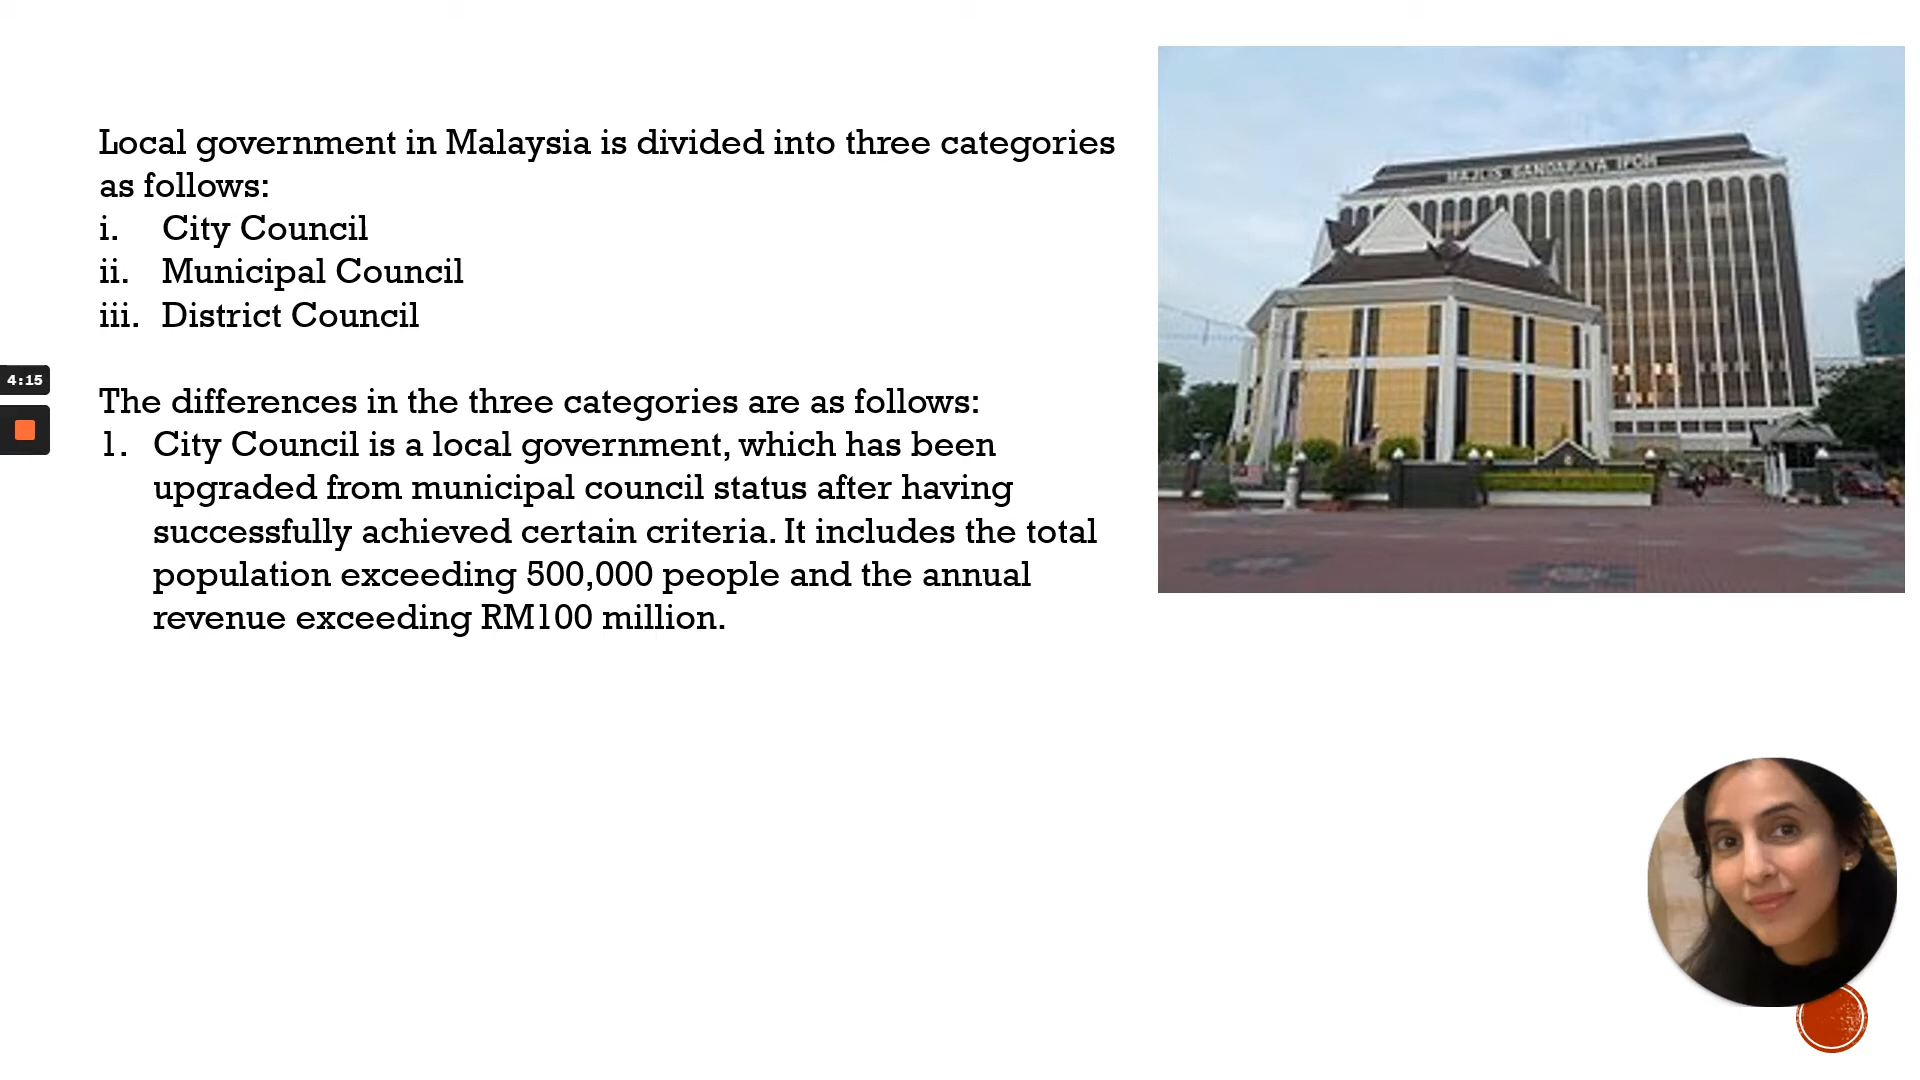 Local government in Malaysia is divided into three categories
as follows:
i. City Council
ii. Municipal Council
iii. District Council
The differences in the three categories are as follows:
1. City Council is a local government, which has been
upgraded from municipal council status after having
successfully achieved certain criteria. It includes the total
population exceeding 500,000 people and the annual
revenue exceeding RM100 million.
MAJLIS BANDARAYA IPOH
4:15